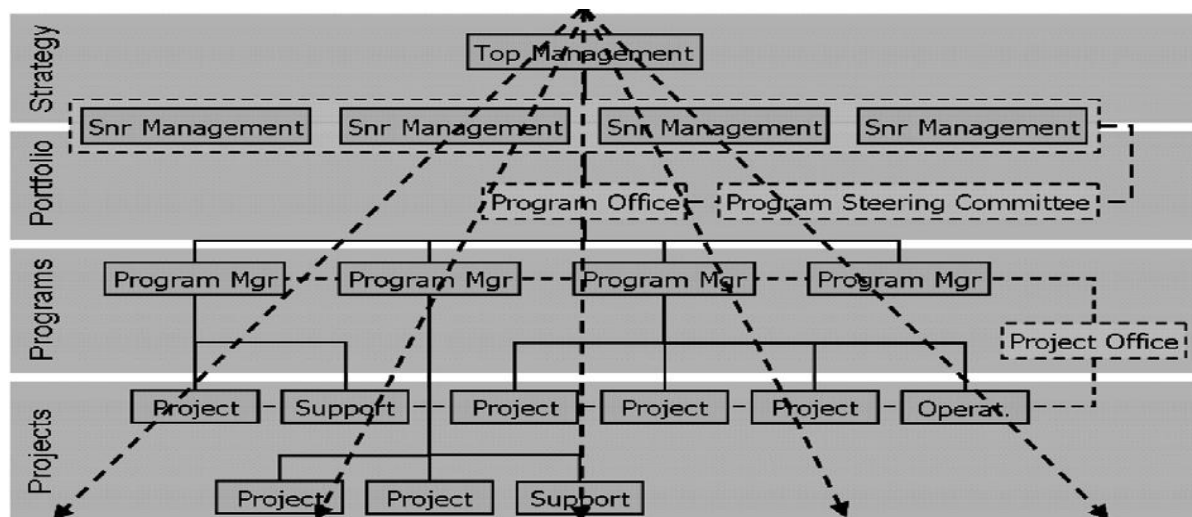 Strategy
Top Management
Snr Management Snr Management Snr Management Snr Management
Portfolio
Program Office Program Steering Committee
Programs
Program Mgr Program Mgr Program Mgr Program Mgr
Project Office
Projects
Project Support Project Project Project Operat.
Project Project Support